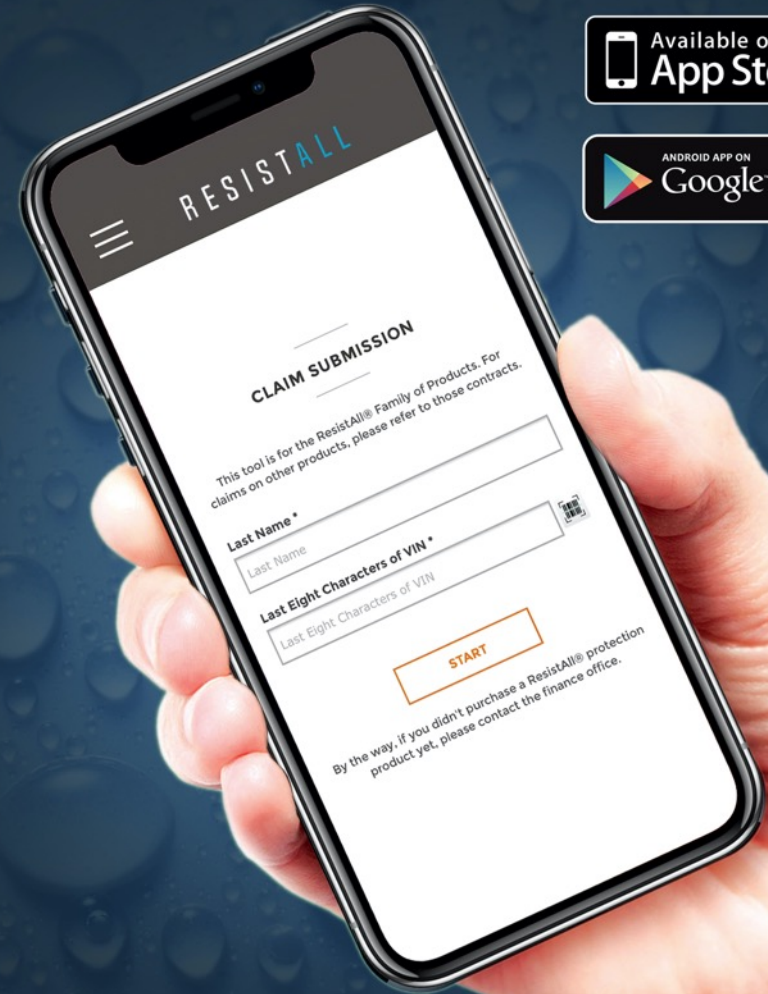 Available o
App Sto
ANDROID APP ON
Google
RESISTALL
CLAIM SUBMISSION
This tool is for the ResistAll® Family of Products. For
claims on other products, please refer to those contracts.
Last Name *
Last Name
Last Eight Characters of VIN *
Last Eight Characters of VIN
START
By the way, if you didn't purchase a ResistAll® protection
product yet, please contact the finance office.